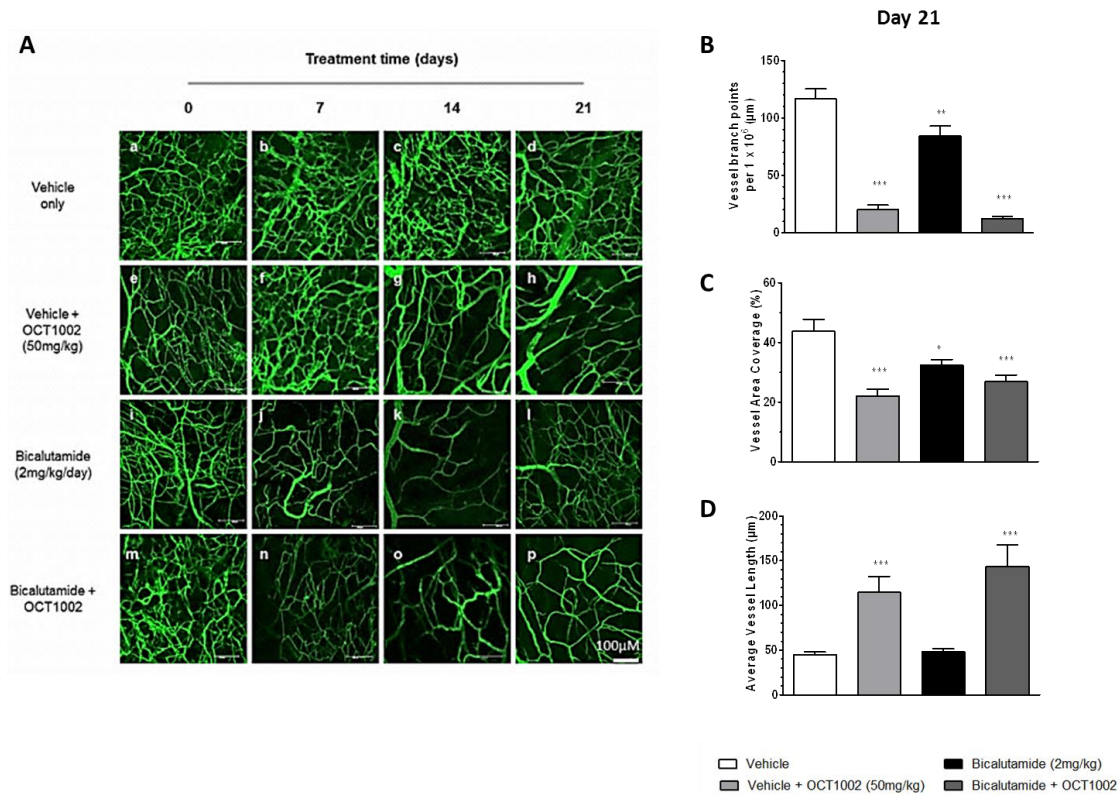 Day 21
A
Treatment time (days)
0 7 14 21
Vehicle
only
a b c d
Vehicle +
OCT1002
(50mg/kg)
e f g h
Bicalutamide
(2mg/kg/day)
i j k l
Bicalutamide +
OCT1002
m n o p
100µM
B
Vessel branch points
per 1 x 10⁶ (µm)
150
100
50
0
***
**
***
C
Vessel Area Coverage (%)
60
40
20
0
***
*
***
D
Average Vessel Length (µm)
200
150
100
50
0
***
***
Vehicle
Vehicle + OCT1002 (50mg/kg)
Bicalutamide (2mg/kg)
Bicalutamide + OCT1002